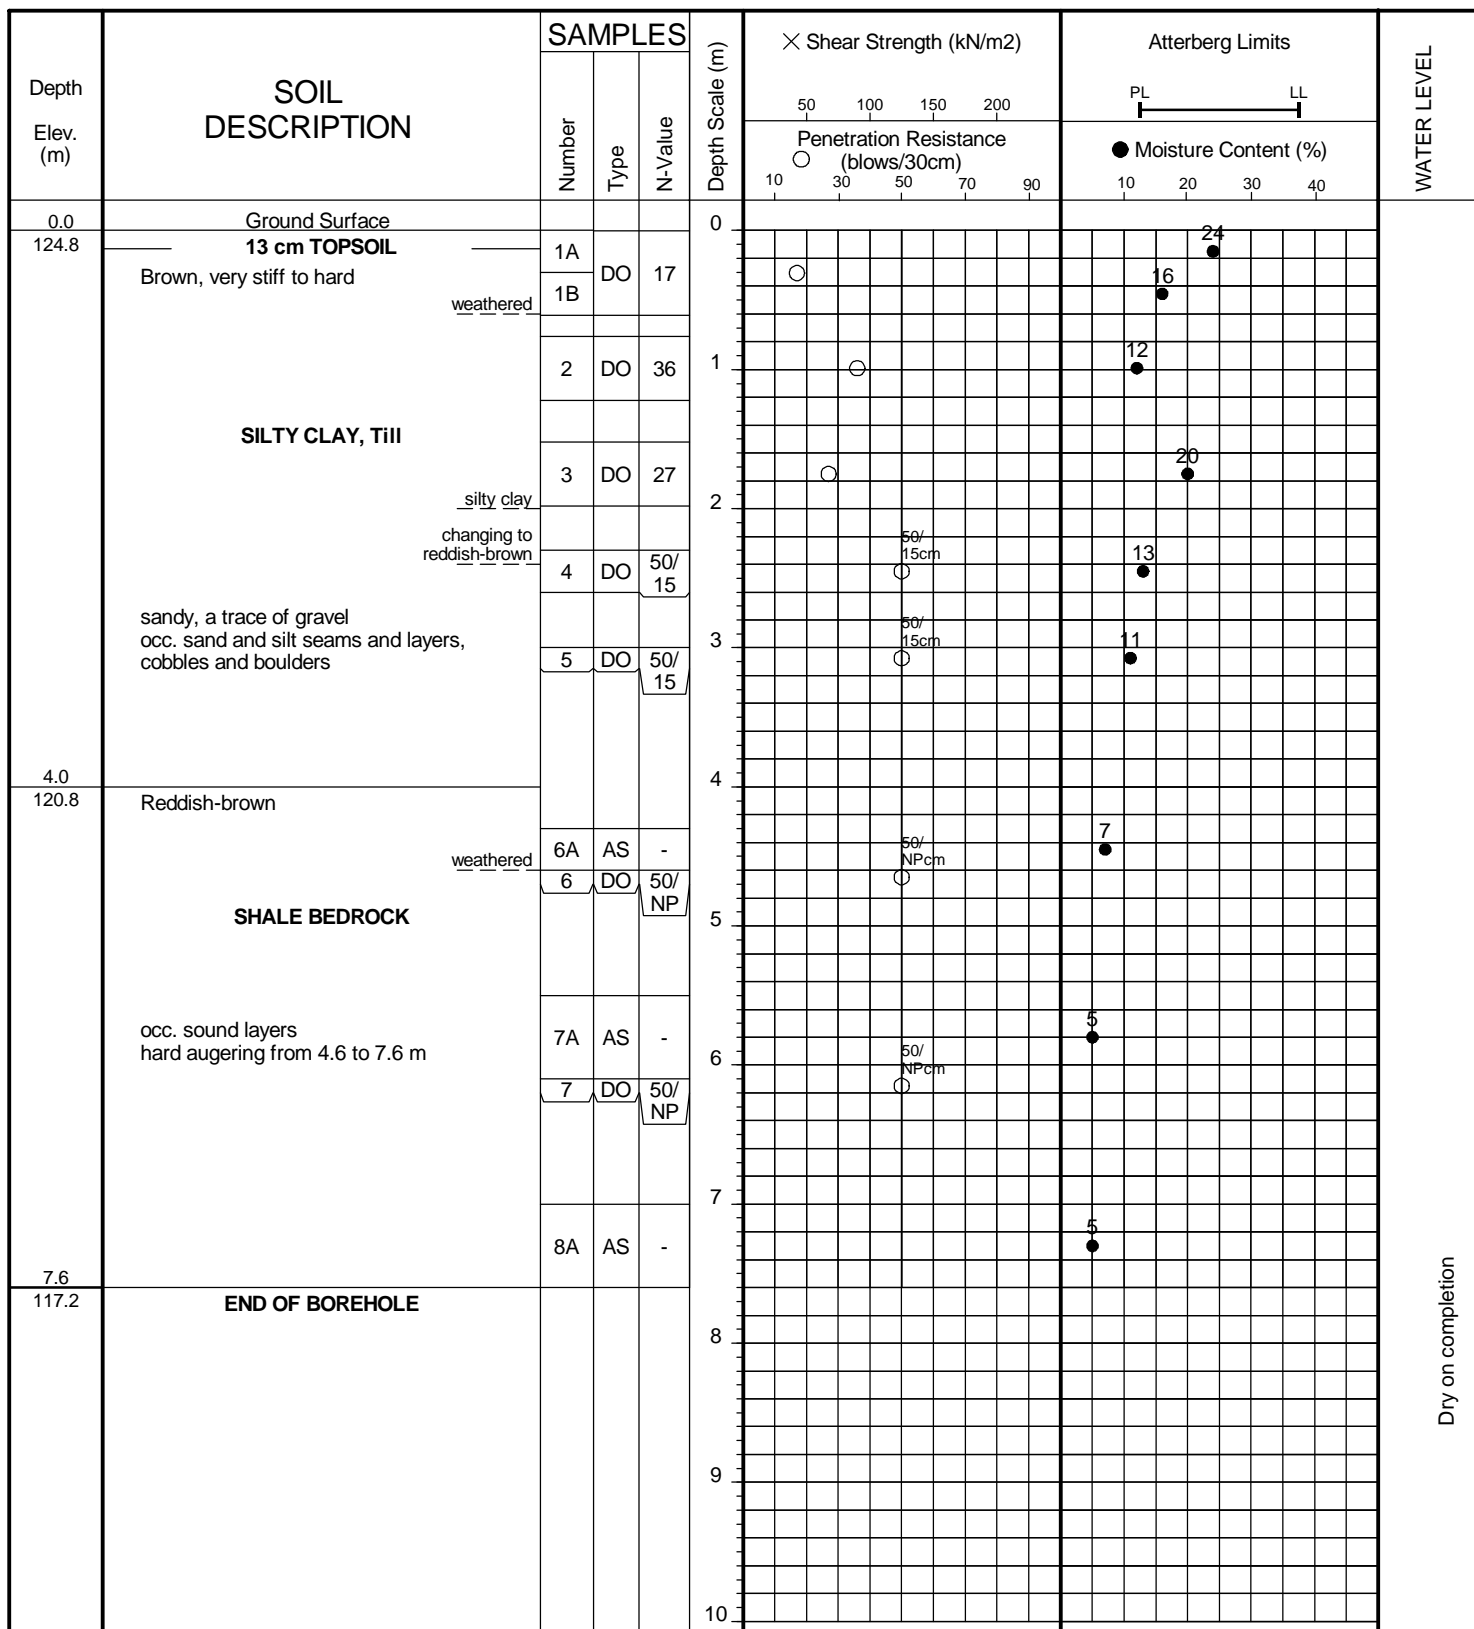 SAMPLES
Depth
Elev.
(m)
SOIL
DESCRIPTION
Number
Type
N-Value
Depth Scale (m)
× Shear Strength (kN/m2)
50 100 150 200
Penetration Resistance
(blows/30cm)
10 30 50 70 90
Atterberg Limits
PL LL
Moisture Content (%)
10 20 30 40
WATER LEVEL
0.0 Ground Surface 0
124.8 13 cm TOPSOIL
1A 24
Brown, very stiff to hard
DO 17
1B 16
weathered
12
1
2 DO 36
SILTY CLAY, Till
20
3 DO 27
silty clay
2
changing to
reddish-brown
50/
15cm
13
4 DO 50/
15
sandy, a trace of gravel
occ. sand and silt seams and layers,
cobbles and boulders
50/
15cm
11
3
5 DO 50/
15
4.0 4
120.8 Reddish-brown
7
50/
NPcm
6A AS -
weathered
6 DO 50/
NP
SHALE BEDROCK
5
5
occ. sound layers
hard augering from 4.6 to 7.6 m
7A AS -
50/
NPcm
6
7 DO 50/
NP
7
5
8A AS -
7.6
117.2 END OF BOREHOLE
8
9
10
Dry on completion